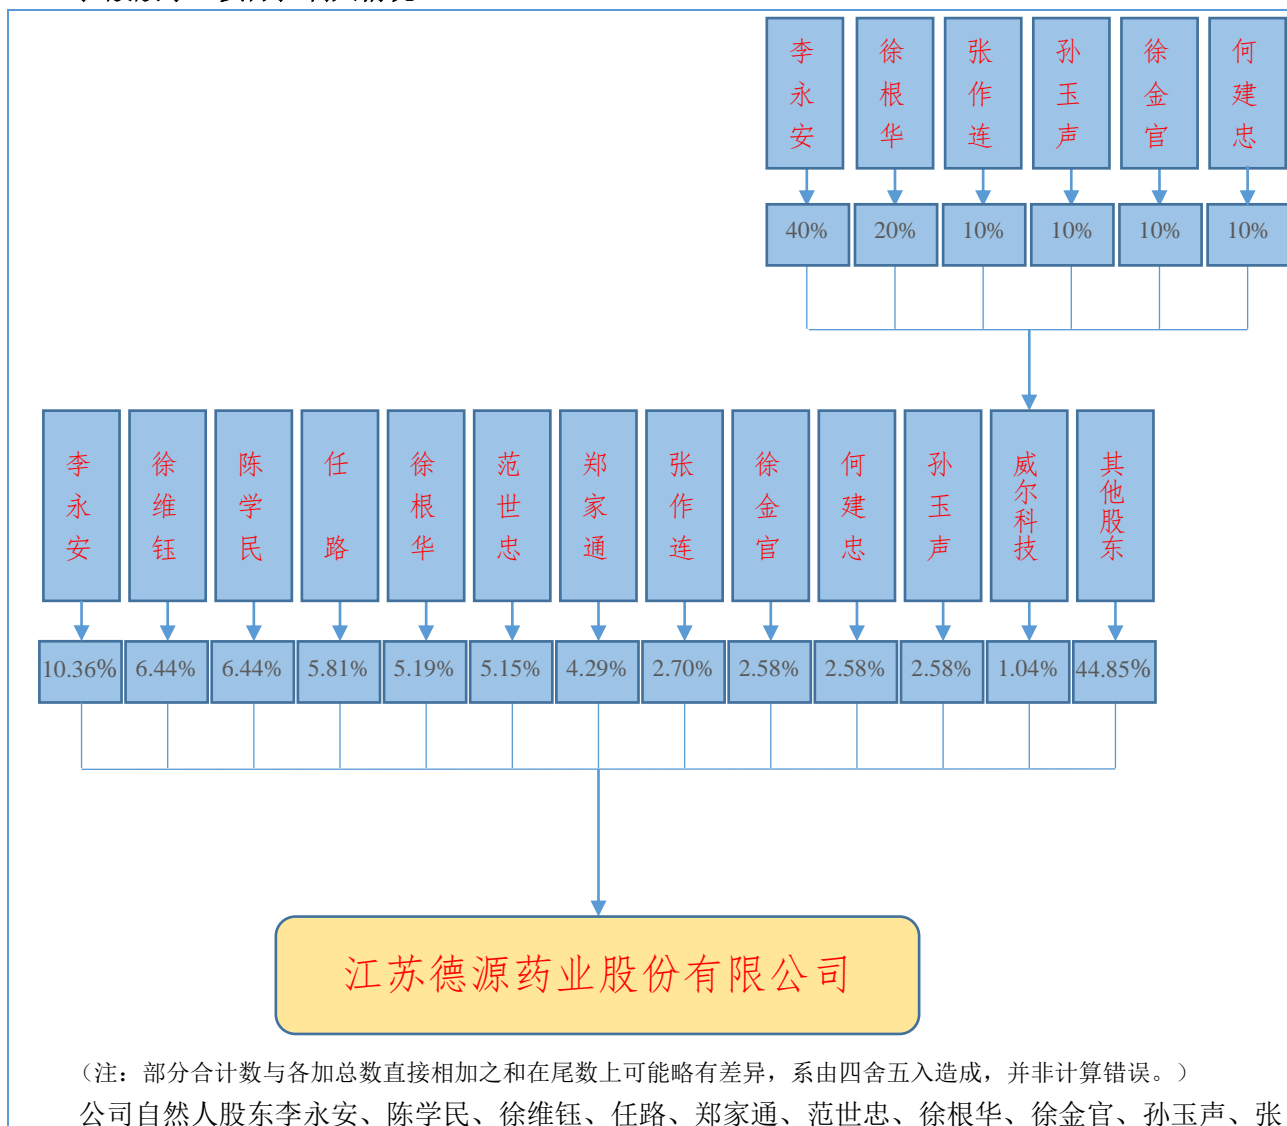 李永安 徐根华 张作连 孙玉声 徐金官 何建忠
40% 20% 10% 10% 10% 10%
李永安 徐维钰 陈学民 任路 徐根华 范世忠 郑家通 张作连 徐金官 何建忠 孙玉声 威尔科技 其他股东
10.36% 6.44% 6.44% 5.81% 5.19% 5.15% 4.29% 2.70% 2.58% 2.58% 2.58% 1.04% 44.85%
江苏德源药业股份有限公司
（注：部分合计数与各加总数直接相加之和在尾数上可能略有差异，系由四舍五入造成，并非计算错误。）
公司自然人股东李永安、陈学民、徐维钰、任路、郑家通、范世忠、徐根华、徐金官、孙玉声、张